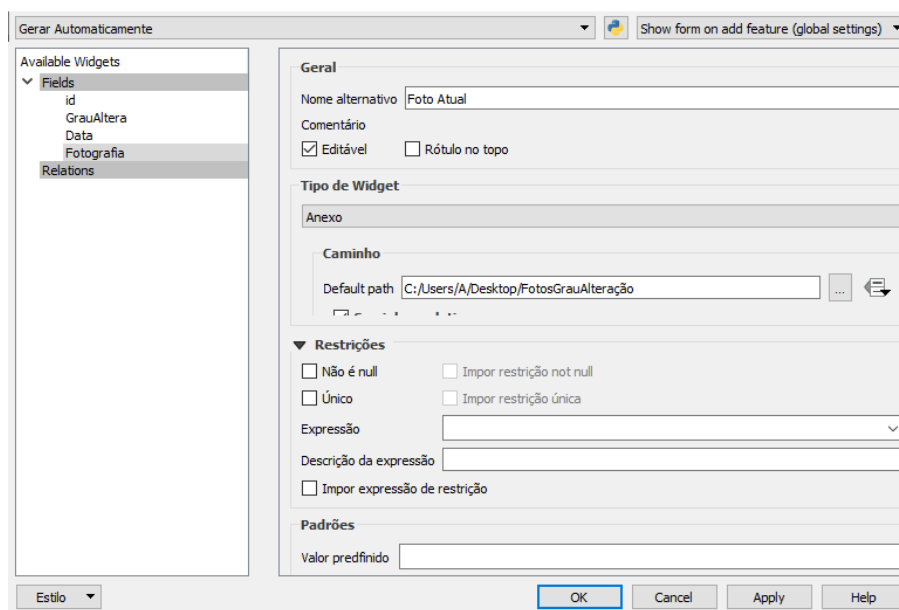 Gerar Automaticamente
Show form on add feature (global settings)
Available Widgets
Fields
id
GrauAltera
Data
Fotografia
Relations
Geral
Nome alternativo Foto Atual
Comentário
Editável Rótulo no topo
Tipo de Widget
Anexo
Caminho
Default path C:/Users/A/Desktop/FotosGrauAlteração ...
Restrições
Não é null Impor restrição not null
Único Impor restrição única
Expressão
Descrição da expressão
Impor expressão de restrição
Padrões
Valor predfinido
Estilo OK Cancel Apply Help